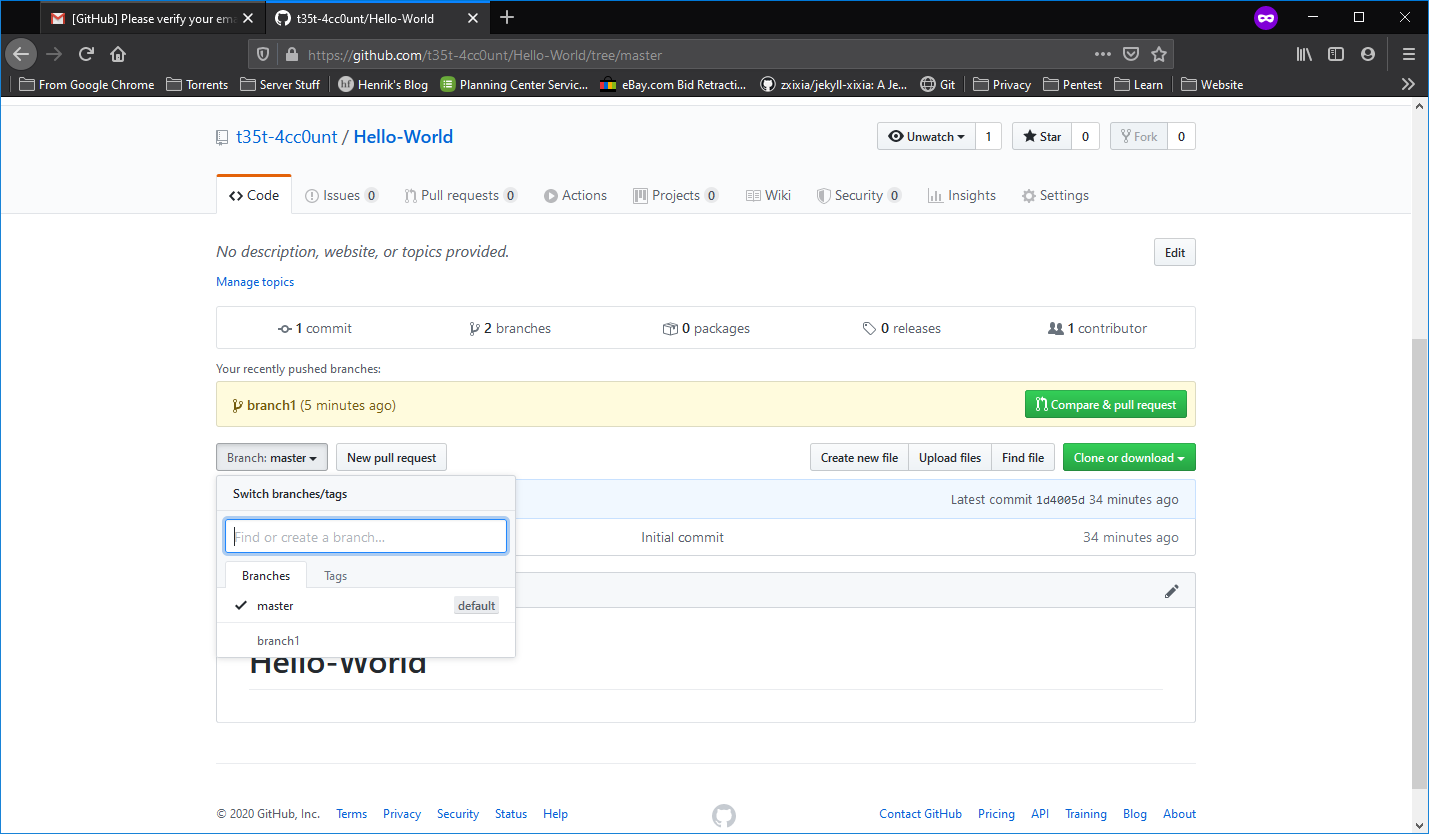 [GitHub] Please verify your ema
t35t-4cc0unt/Hello-World
https://github.com/t35t-4cc0unt/Hello-World/tree/master
From Google Chrome Torrents Server Stuff hf Henrik's Blog Planning Center Servic... eBay.com Bid Retracti... zxixia/jekyll-xixia: A Je... Git Privacy Pentest Learn Website
t35t-4cc0unt / Hello-World
Unwatch 1 Star 0 Fork 0
Code Issues 0 Pull requests 0 Actions Projects 0 Wiki Security 0 Insights Settings
No description, website, or topics provided.
Edit
Manage topics
1 commit 2 branches 0 packages 0 releases 1 contributor
Your recently pushed branches:
branch1 (5 minutes ago) Compare & pull request
Branch: master New pull request Create new file Upload files Find file Clone or download
Switch branches/tags
Latest commit 1d4005d 34 minutes ago
Find or create a branch...
Initial commit 34 minutes ago
Branches Tags
master default
branch1
Hello-World
© 2020 GitHub, Inc. Terms Privacy Security Status Help Contact GitHub Pricing API Training Blog About